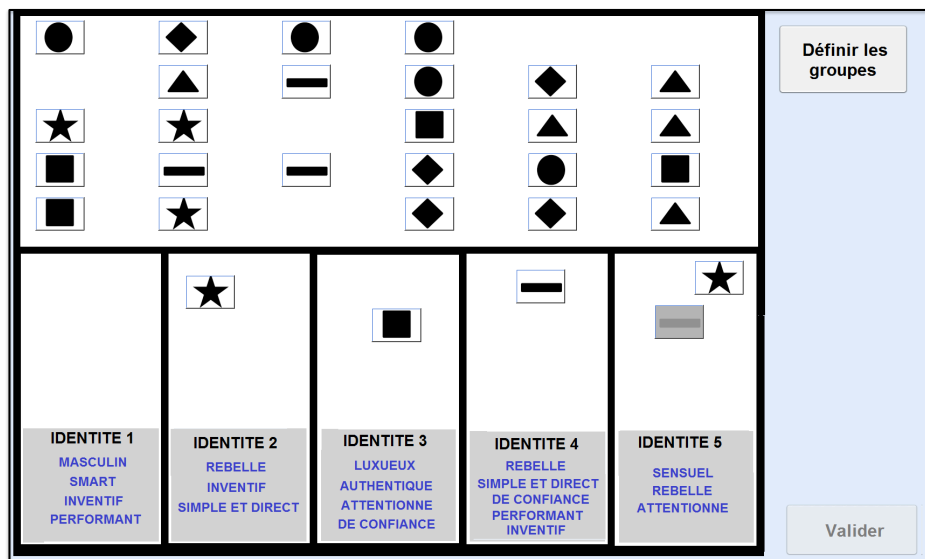 Définir les
groupes
IDENTITE 1
MASCULIN
SMART
INVENTIF
PERFORMANT
IDENTITE 2
REBELLE
INVENTIF
SIMPLE ET DIRECT
IDENTITE 3
LUXUEUX
AUTHENTIQUE
ATTENTIONNE
DE CONFIANCE
IDENTITE 4
REBELLE
SIMPLE ET DIRECT
DE CONFIANCE
PERFORMANT
INVENTIF
IDENTITE 5
SENSUEL
REBELLE
ATTENTIONNE
Valider